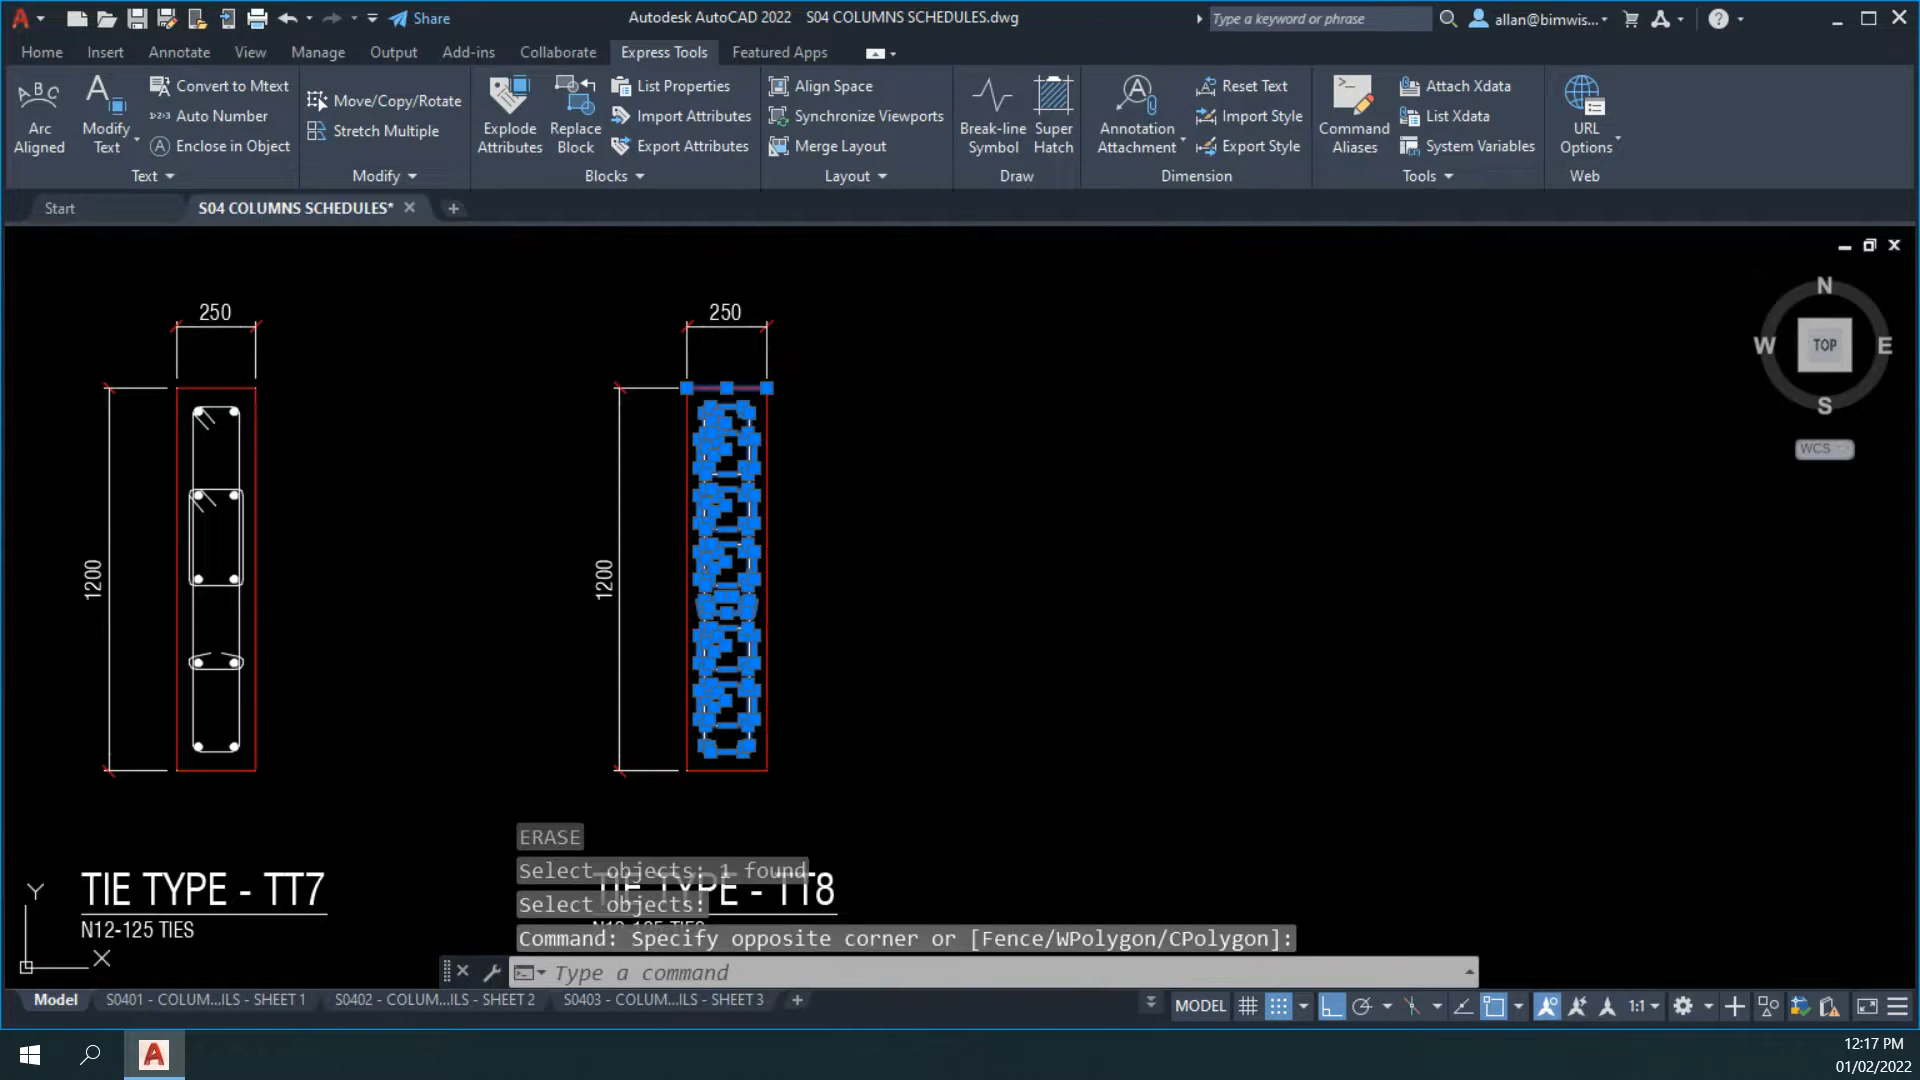 Share
Autodesk AutoCAD 2022 S04 COLUMNS SCHEDULES.dwg
Type a keyword or phrase
allan@bimwis...
Home Insert Annotate View Manage Output Add-ins Collaborate Express Tools Featured Apps
Arc Aligned
Modify Text
Convert to Mtext
Auto Number
Enclose in Object
Text
Move/Copy/Rotate
Stretch Multiple
Modify
Explode Attributes
Replace Block
List Properties
Import Attributes
Export Attributes
Blocks
Align Space
Synchronize Viewports
Merge Layout
Layout
Break-line Symbol
Super Hatch
Draw
Annotation Attachment
Reset Text
Import Style
Export Style
Dimension
Command Aliases
Attach Xdata
List Xdata
System Variables
Tools
URL Options
Web
Start
S04 COLUMNS SCHEDULES*
N
W TOP E
S
WCS
250
1200
250
1200
TIE TYPE - TT7
N12-125 TIES
TIE TYPE - TT8
N12-125 TIES
Y
X
ERASE
Select objects: 1 found
Select objects:
Command: Specify opposite corner or [Fence/WPolygon/CPolygon]:
Type a command
Model S0401 - COLUM...ILS - SHEET 1 S0402 - COLUM...ILS - SHEET 2 S0403 - COLUM...ILS - SHEET 3
MODEL
1:1
12:17 PM
01/02/2022